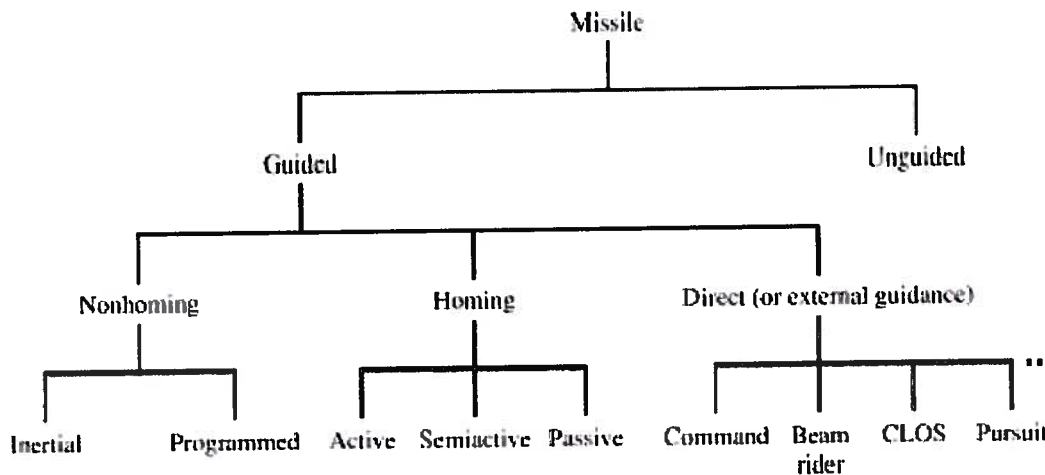 Missile
Guided
Unguided
Nonhoming
Homing
Direct (or external guidance)
Inertial
Programmed
Active
Semiactive
Passive
Command
Beam
rider
CLOS
Pursuit
..